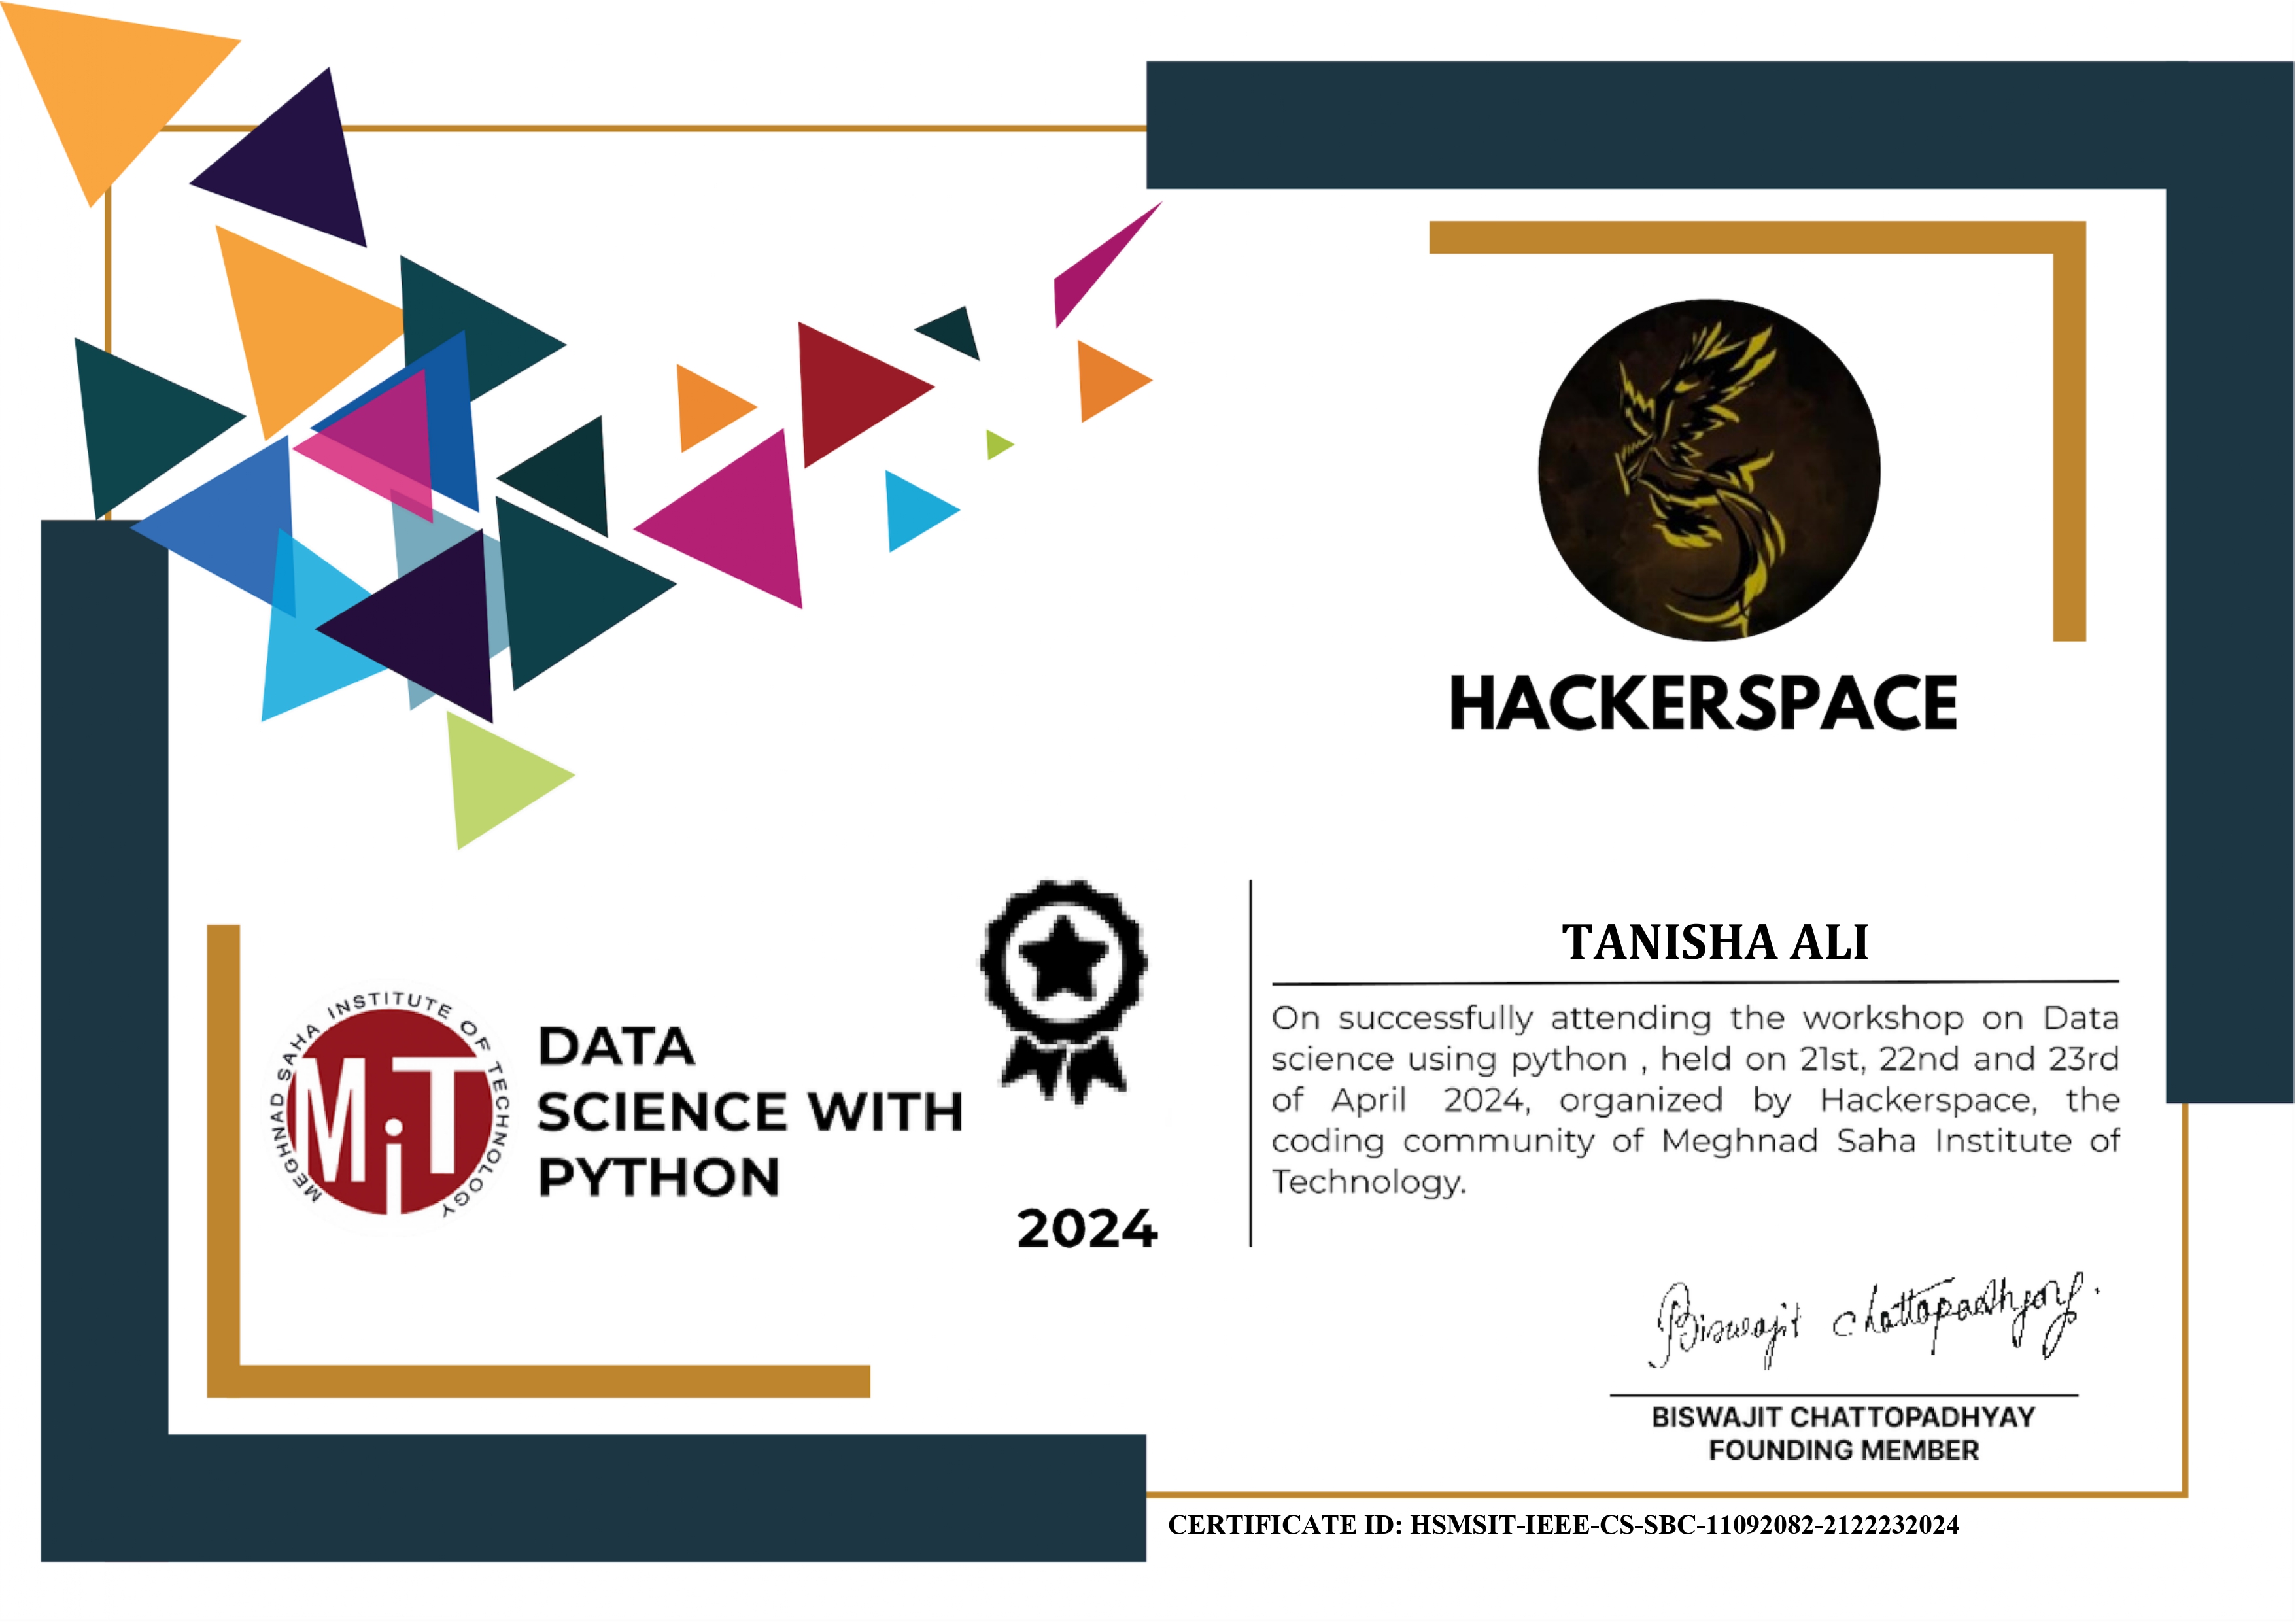 HACKERSPACE
MEGHNAD SAHA INSTITUTE OF TECHNOLOGY
MiT
DATA
SCIENCE WITH
PYTHON
2024
TANISHA ALI
On successfully attending the workshop on Data
science using python , held on 21st, 22nd and 23rd
of April 2024, organized by Hackerspace, the
coding community of Meghnad Saha Institute of
Technology.
Biswajit Chattopadhyay.
BISWAJIT CHATTOPADHYAY
FOUNDING MEMBER
CERTIFICATE ID: HSMSIT-IEEE-CS-SBC-11092082-2122232024